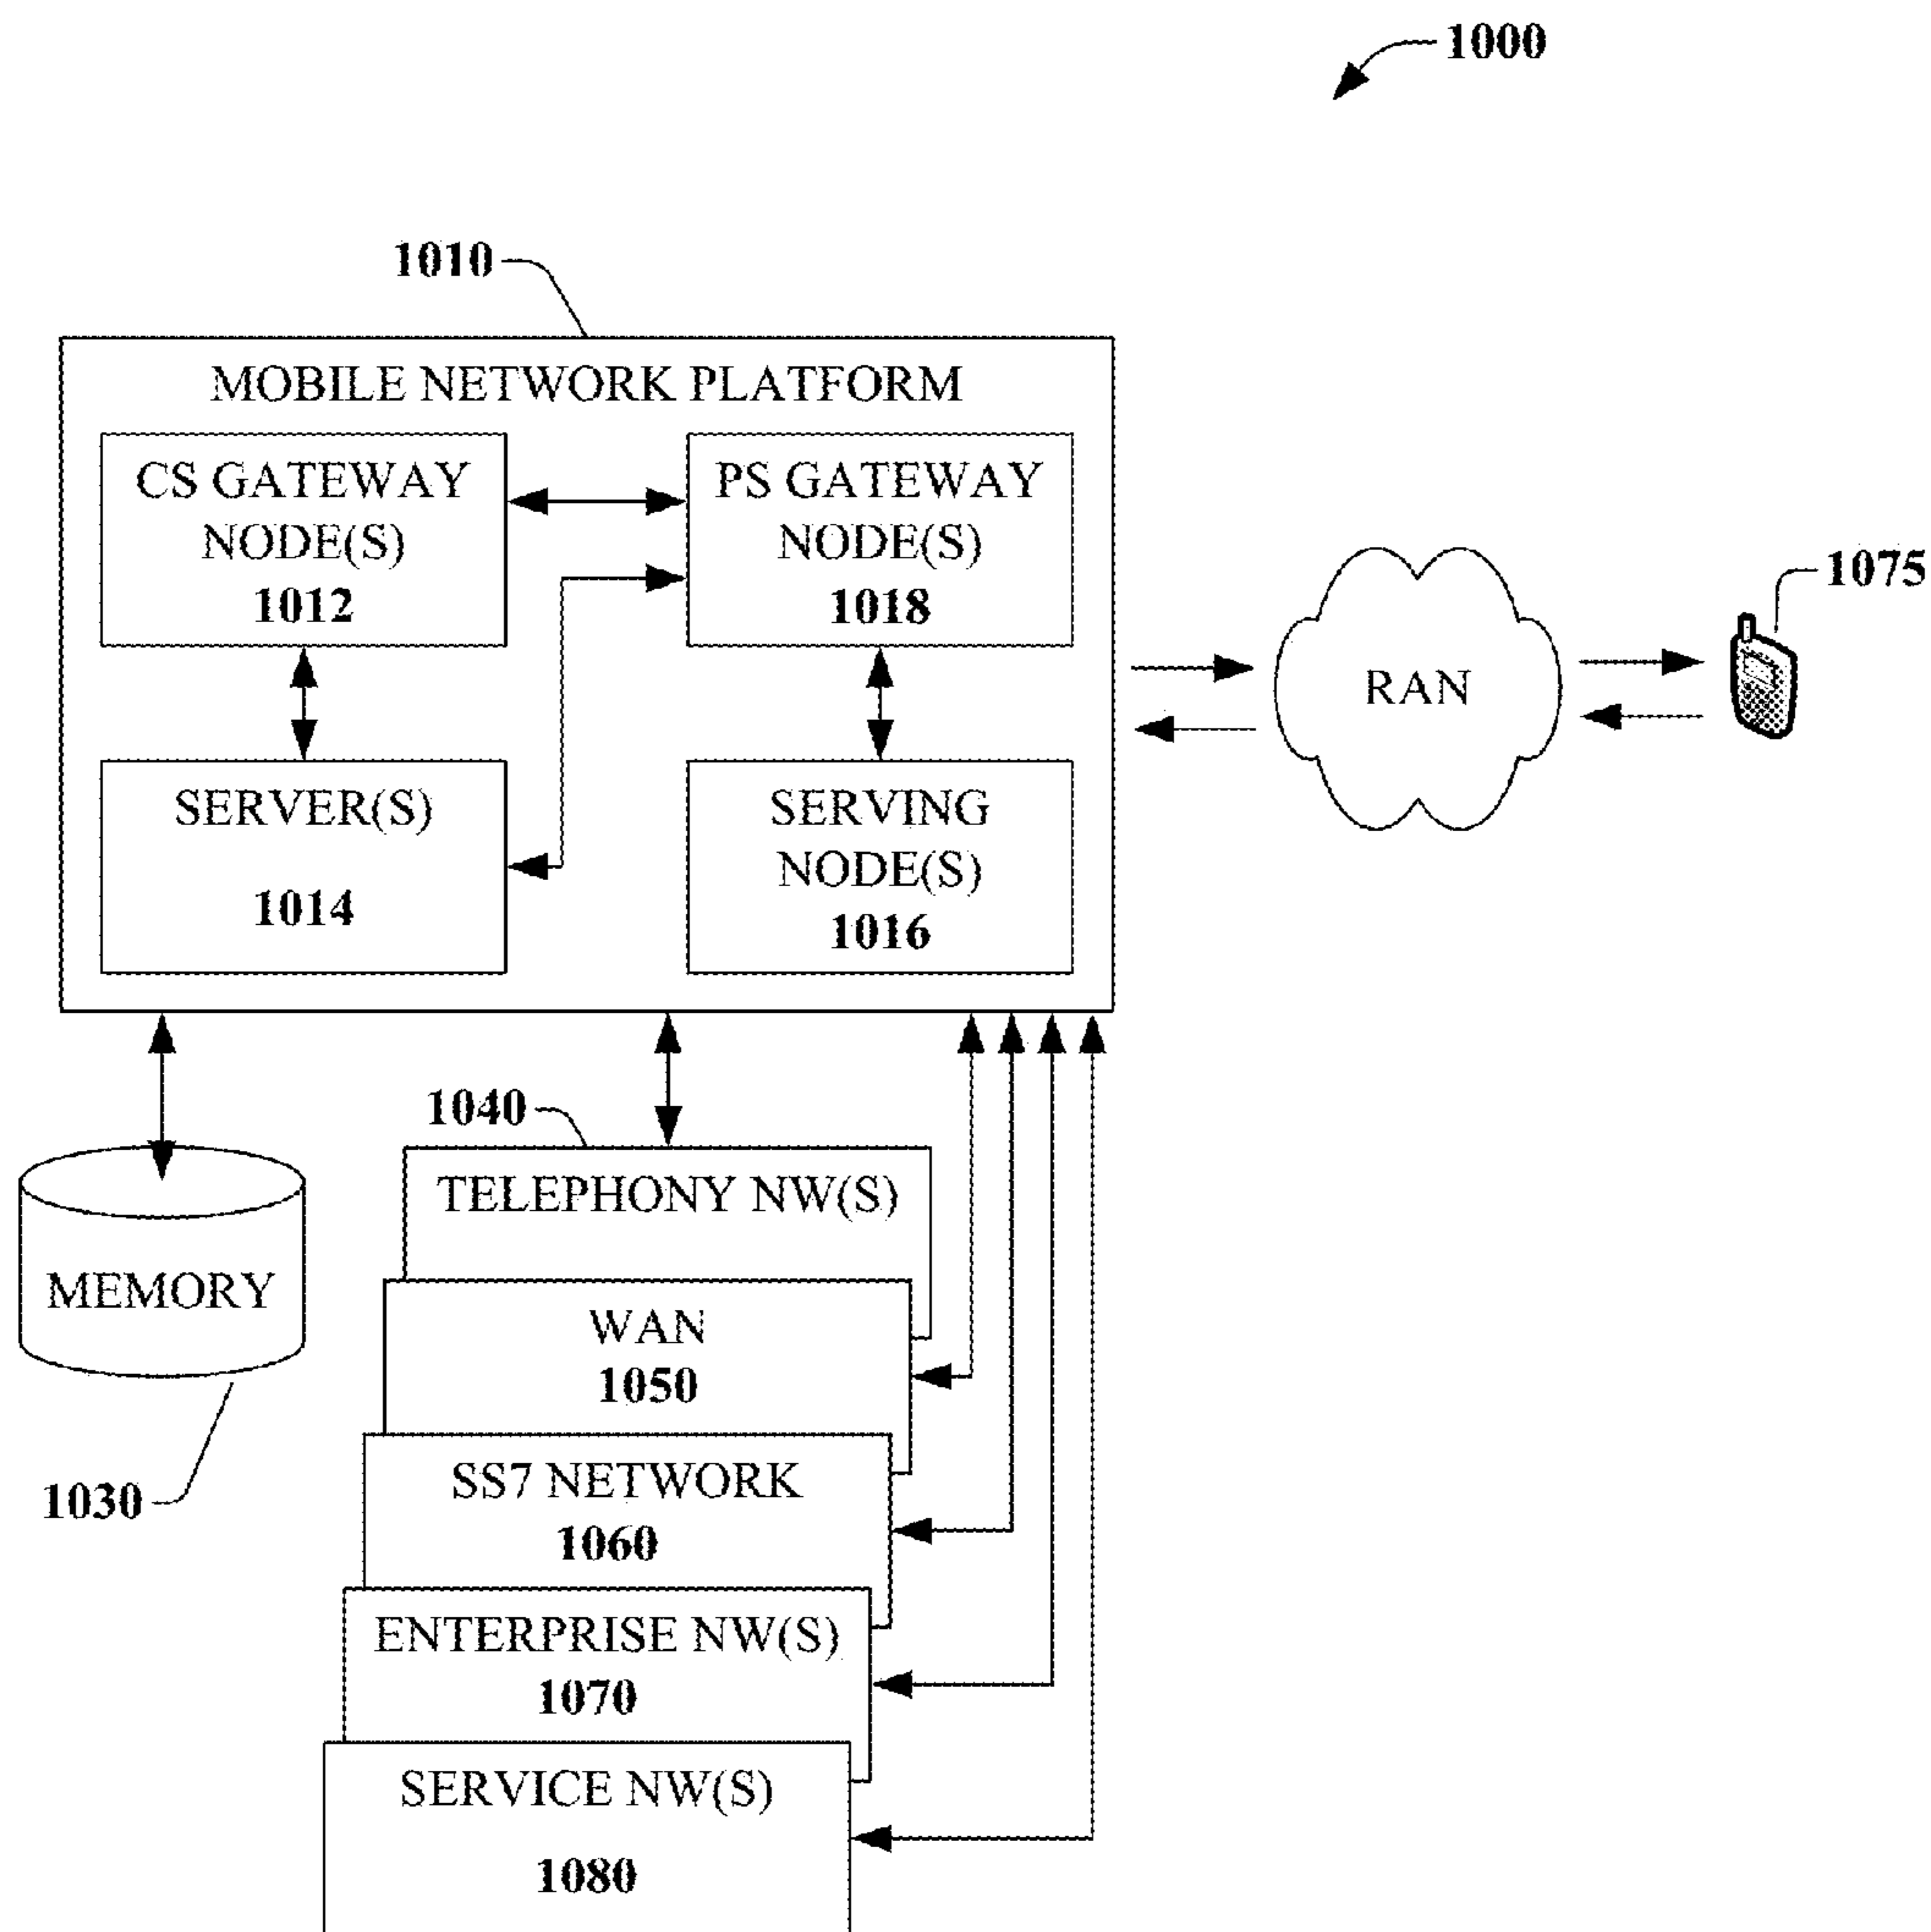 1000
1010
MOBILE NETWORK PLATFORM
CS GATEWAY
NODE(S)
1012
PS GATEWAY
NODE(S)
1018
SERVER(S)
1014
SERVING
NODE(S)
1016
RAN
1075
1040
TELEPHONY NW(S)
MEMORY
1030
WAN
1050
SS7 NETWORK
1060
ENTERPRISE NW(S)
1070
SERVICE NW(S)
1080